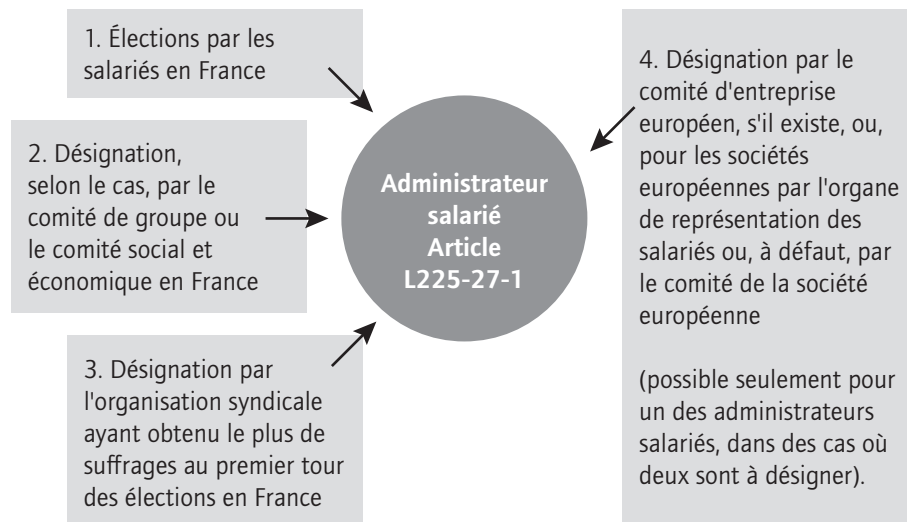 1. Élections par les
salariés en France
2. Désignation,
selon le cas, par le
comité de groupe ou
le comité social et
économique en France
3. Désignation par
l'organisation syndicale
ayant obtenu le plus de
suffrages au premier tour
des élections en France
Administrateur
salarié
Article
L225-27-1
4. Désignation par le
comité d'entreprise
européen, s'il existe, ou,
pour les sociétés
européennes par l'organe
de représentation des
salariés ou, à défaut, par
le comité de la société
européenne
(possible seulement pour
un des administrateurs
salariés, dans des cas où
deux sont à désigner).